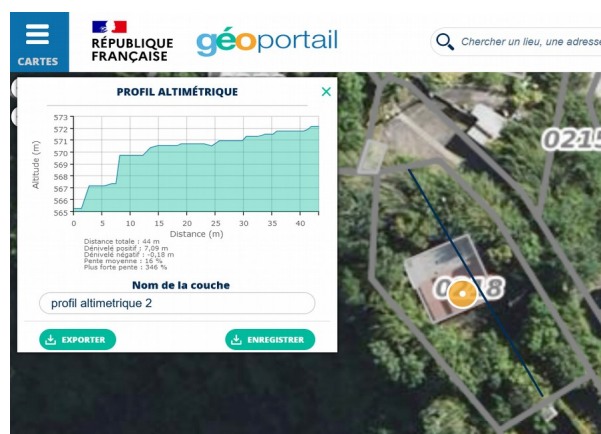 CARTES
RÉPUBLIQUE
FRANÇAISE
géoportail
Chercher un lieu, une adresse
PROFIL ALTIMÉTRIQUE
Altitude (m)
573
572
571
570
569
568
567
566
565
0 5 10 15 20 25 30 35 40
Distance (m)
Distance totale : 44 m
Dénivelé positif : 7,09 m
Dénivelé négatif : -0,18 m
Pente moyenne : 16 %
Plus forte pente : 346 %
Nom de la couche
profil altimetrique 2
EXPORTER
ENREGISTRER
0215
0218